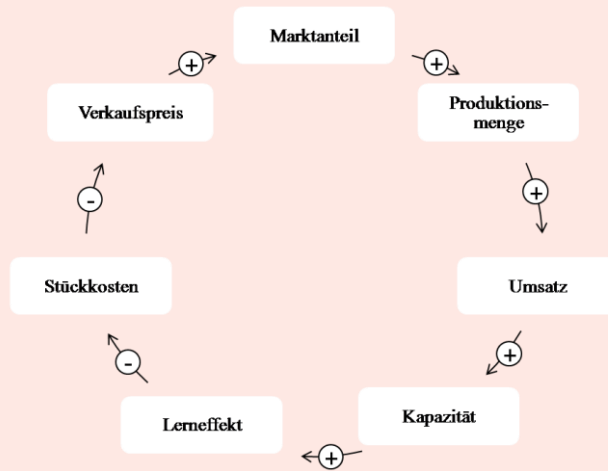 Marktanteil
+
+
Produktions-
menge
+
Umsatz
+
Kapazität
+
Lerneffekt
-
Stückkosten
-
Verkaufspreis